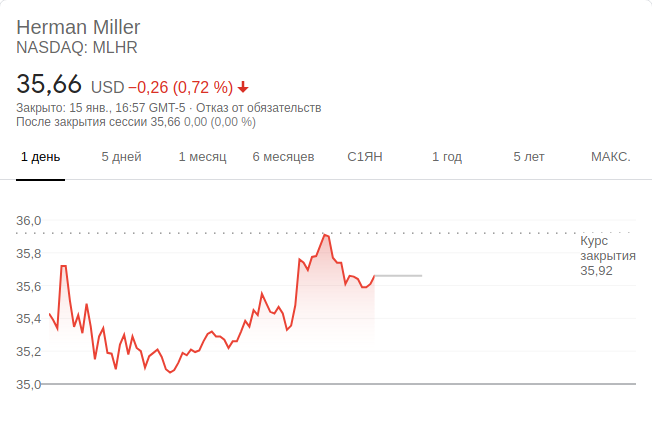 Herman Miller
NASDAQ: MLHR
35,66 USD −0,26 (0,72 %)
Закрыто: 15 янв., 16:57 GMT-5 · Отказ от обязательств
После закрытия сессии 35,66 0,00 (0,00 %)
1 день 5 дней 1 месяц 6 месяцев С1ЯН 1 год 5 лет МАКС.
36,0
Курс
35,8 закрытия
35,6 35,92
35,4
35,2
35,0